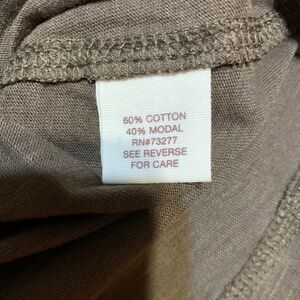 60% COTTON
40% MODAL
RN#73277
SEE REVERSE
FOR CARE